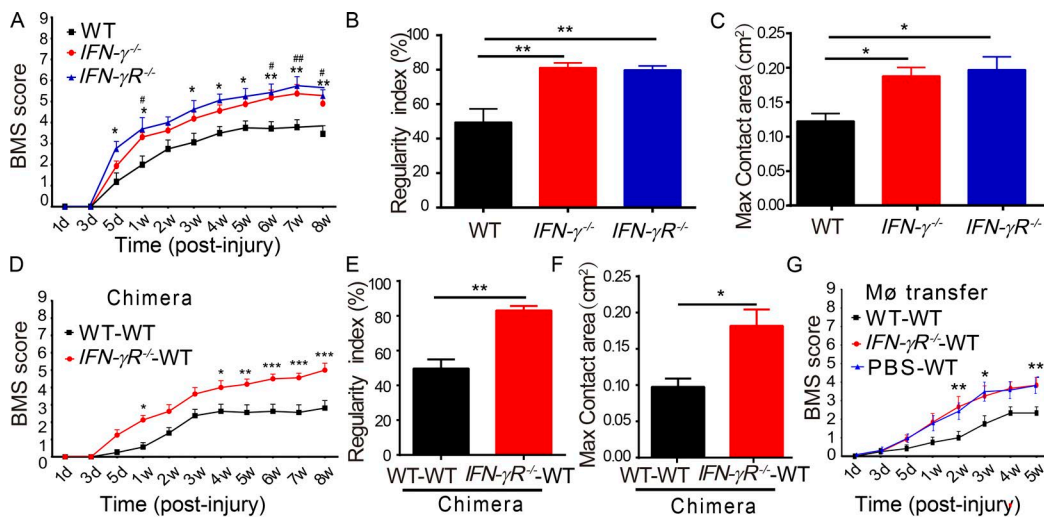 A
BMS score
9
8
7
6
5
4
3
2
1
0
WT
IFN-γ-/-
IFN-γR-/-
* # * * * * # ** ## ** # **
1d 3d 5d 1w 2w 3w 4w 5w 6w 7w 8w
Time (post-injury)
B
Regularity index (%)
100
80
60
40
20
0
**
**
WT IFN-γ-/- IFN-γR-/-
C
Max Contact area (cm²)
0.25
0.20
0.15
0.10
0.05
0.00
*
*
WT IFN-γ-/- IFN-γR-/-
D
Chimera
BMS score
9
8
7
6
5
4
3
2
1
0
WT-WT
IFN-γR-/-WT
* * ** *** *** ***
1d 3d 5d 1w 2w 3w 4w 5w 6w 7w 8w
Time (post-injury)
E
Regularity index (%)
100
80
60
40
20
0
**
WT-WT IFN-γR-/-WT
Chimera
F
Max Contact area (cm²)
0.25
0.20
0.15
0.10
0.05
0.00
*
WT-WT IFN-γR-/-WT
Chimera
G
Mø transfer
BMS score
9
8
7
6
5
4
3
2
1
0
WT-WT
IFN-γR-/-WT
PBS-WT
** * **
1d 3d 5d 1w 2w 3w 4w 5w
Time (post-injury)